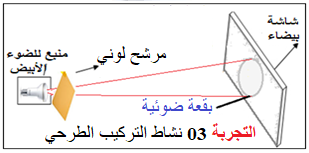 شاشة
بيضاء
مرشح لوني
منبع للضوء
الأبيض
بقعة ضوئية
التجربة 03 نشاط التركيب الطرحي